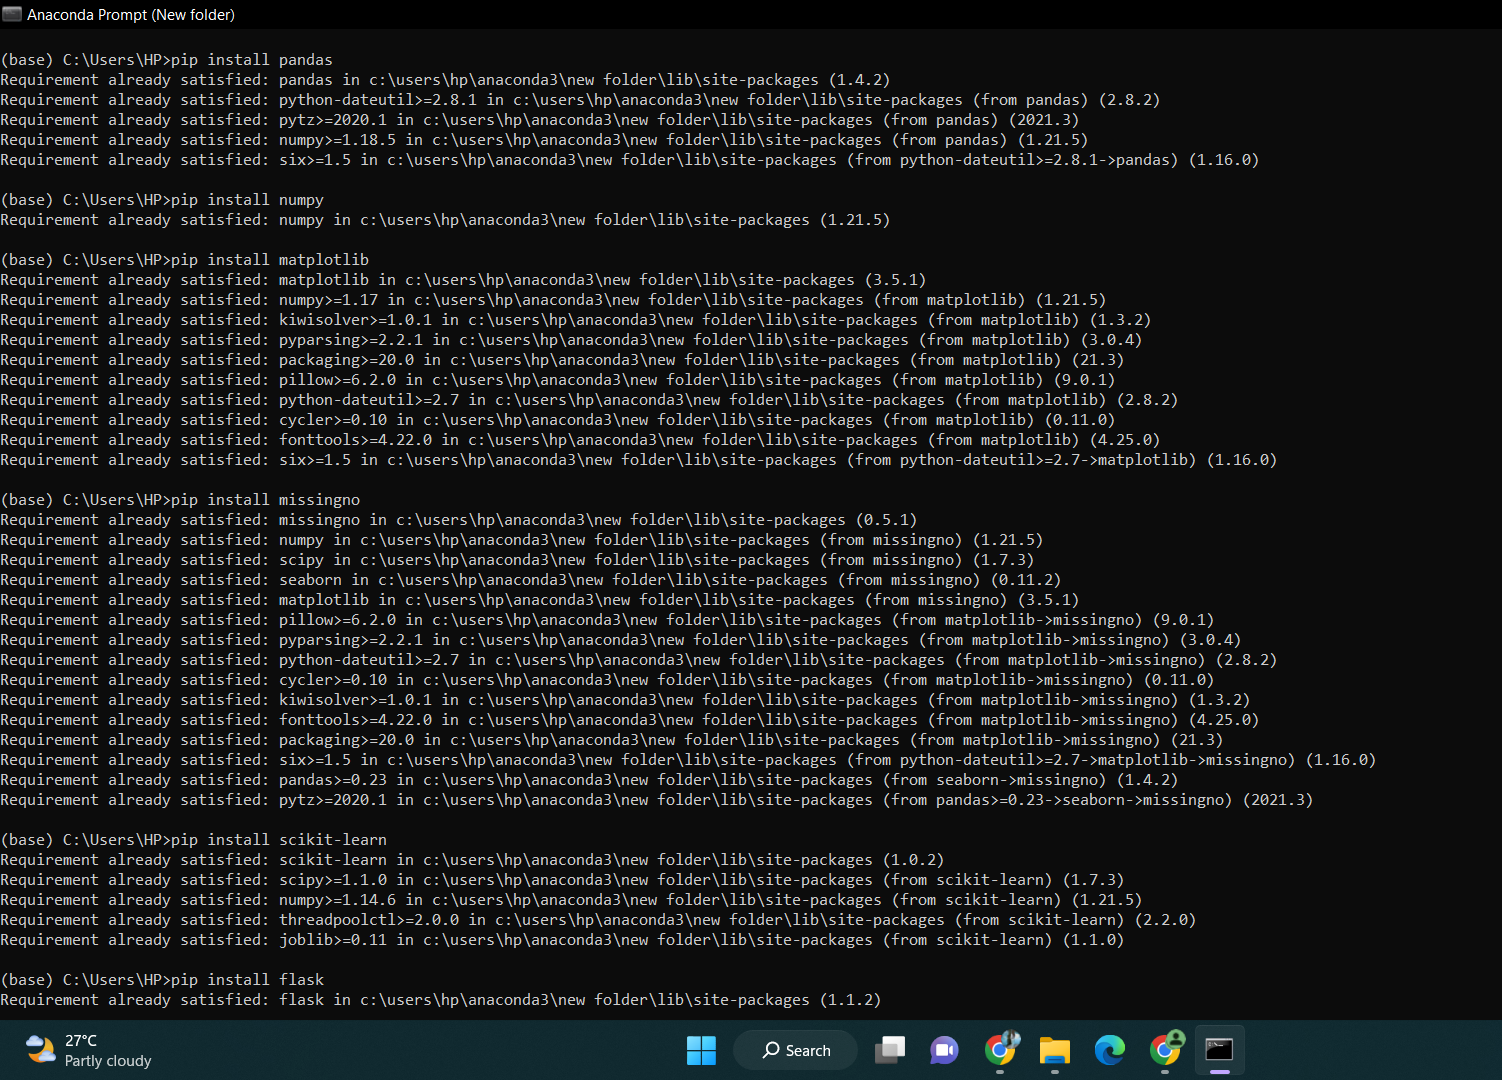 Anaconda Prompt (New folder)
(base) C:\Users\HP>pip install pandas
Requirement already satisfied: pandas in c:\users\hp\anaconda3\new folder\lib\site-packages (1.4.2)
Requirement already satisfied: python-dateutil>=2.8.1 in c:\users\hp\anaconda3\new folder\lib\site-packages (from pandas) (2.8.2)
Requirement already satisfied: pytz>=2020.1 in c:\users\hp\anaconda3\new folder\lib\site-packages (from pandas) (2021.3)
Requirement already satisfied: numpy>=1.18.5 in c:\users\hp\anaconda3\new folder\lib\site-packages (from pandas) (1.21.5)
Requirement already satisfied: six>=1.5 in c:\users\hp\anaconda3\new folder\lib\site-packages (from python-dateutil>=2.8.1->pandas) (1.16.0)
(base) C:\Users\HP>pip install numpy
Requirement already satisfied: numpy in c:\users\hp\anaconda3\new folder\lib\site-packages (1.21.5)
(base) C:\Users\HP>pip install matplotlib
Requirement already satisfied: matplotlib in c:\users\hp\anaconda3\new folder\lib\site-packages (3.5.1)
Requirement already satisfied: numpy>=1.17 in c:\users\hp\anaconda3\new folder\lib\site-packages (from matplotlib) (1.21.5)
Requirement already satisfied: kiwisolver>=1.0.1 in c:\users\hp\anaconda3\new folder\lib\site-packages (from matplotlib) (1.3.2)
Requirement already satisfied: pyparsing>=2.2.1 in c:\users\hp\anaconda3\new folder\lib\site-packages (from matplotlib) (3.0.4)
Requirement already satisfied: packaging>=20.0 in c:\users\hp\anaconda3\new folder\lib\site-packages (from matplotlib) (21.3)
Requirement already satisfied: pillow>=6.2.0 in c:\users\hp\anaconda3\new folder\lib\site-packages (from matplotlib) (9.0.1)
Requirement already satisfied: python-dateutil>=2.7 in c:\users\hp\anaconda3\new folder\lib\site-packages (from matplotlib) (2.8.2)
Requirement already satisfied: cycler>=0.10 in c:\users\hp\anaconda3\new folder\lib\site-packages (from matplotlib) (0.11.0)
Requirement already satisfied: fonttools>=4.22.0 in c:\users\hp\anaconda3\new folder\lib\site-packages (from matplotlib) (4.25.0)
Requirement already satisfied: six>=1.5 in c:\users\hp\anaconda3\new folder\lib\site-packages (from python-dateutil>=2.7->matplotlib) (1.16.0)
(base) C:\Users\HP>pip install missingno
Requirement already satisfied: missingno in c:\users\hp\anaconda3\new folder\lib\site-packages (0.5.1)
Requirement already satisfied: numpy in c:\users\hp\anaconda3\new folder\lib\site-packages (from missingno) (1.21.5)
Requirement already satisfied: scipy in c:\users\hp\anaconda3\new folder\lib\site-packages (from missingno) (1.7.3)
Requirement already satisfied: seaborn in c:\users\hp\anaconda3\new folder\lib\site-packages (from missingno) (0.11.2)
Requirement already satisfied: matplotlib in c:\users\hp\anaconda3\new folder\lib\site-packages (from missingno) (3.5.1)
Requirement already satisfied: pillow>=6.2.0 in c:\users\hp\anaconda3\new folder\lib\site-packages (from matplotlib->missingno) (9.0.1)
Requirement already satisfied: pyparsing>=2.2.1 in c:\users\hp\anaconda3\new folder\lib\site-packages (from matplotlib->missingno) (3.0.4)
Requirement already satisfied: python-dateutil>=2.7 in c:\users\hp\anaconda3\new folder\lib\site-packages (from matplotlib->missingno) (2.8.2)
Requirement already satisfied: cycler>=0.10 in c:\users\hp\anaconda3\new folder\lib\site-packages (from matplotlib->missingno) (0.11.0)
Requirement already satisfied: kiwisolver>=1.0.1 in c:\users\hp\anaconda3\new folder\lib\site-packages (from matplotlib->missingno) (1.3.2)
Requirement already satisfied: fonttools>=4.22.0 in c:\users\hp\anaconda3\new folder\lib\site-packages (from matplotlib->missingno) (4.25.0)
Requirement already satisfied: packaging>=20.0 in c:\users\hp\anaconda3\new folder\lib\site-packages (from matplotlib->missingno) (21.3)
Requirement already satisfied: six>=1.5 in c:\users\hp\anaconda3\new folder\lib\site-packages (from python-dateutil>=2.7->matplotlib->missingno) (1.16.0)
Requirement already satisfied: pandas>=0.23 in c:\users\hp\anaconda3\new folder\lib\site-packages (from seaborn->missingno) (1.4.2)
Requirement already satisfied: pytz>=2020.1 in c:\users\hp\anaconda3\new folder\lib\site-packages (from pandas>=0.23->seaborn->missingno) (2021.3)
(base) C:\Users\HP>pip install scikit-learn
Requirement already satisfied: scikit-learn in c:\users\hp\anaconda3\new folder\lib\site-packages (1.0.2)
Requirement already satisfied: scipy>=1.1.0 in c:\users\hp\anaconda3\new folder\lib\site-packages (from scikit-learn) (1.7.3)
Requirement already satisfied: numpy>=1.14.6 in c:\users\hp\anaconda3\new folder\lib\site-packages (from scikit-learn) (1.21.5)
Requirement already satisfied: threadpoolctl>=2.0.0 in c:\users\hp\anaconda3\new folder\lib\site-packages (from scikit-learn) (2.2.0)
Requirement already satisfied: joblib>=0.11 in c:\users\hp\anaconda3\new folder\lib\site-packages (from scikit-learn) (1.1.0)
(base) C:\Users\HP>pip install flask
Requirement already satisfied: flask in c:\users\hp\anaconda3\new folder\lib\site-packages (1.1.2)
27°C
Partly cloudy
Search